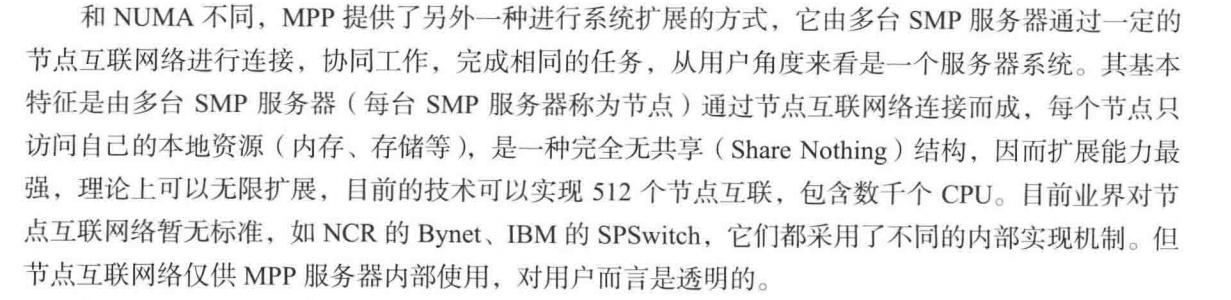 和 NUMA 不同，MPP 提供了另外一种进行系统扩展的方式，它由多台 SMP 服务器通过一定的
节点互联网络进行连接，协同工作，完成相同的任务，从用户角度来看是一个服务器系统。其基本
特征是由多台 SMP 服务器（每台 SMP 服务器称为节点）通过节点互联网络连接而成，每个节点只
访问自己的本地资源（内存、存储等），是一种完全无共享（Share Nothing）结构，因而扩展能力最
强，理论上可以无限扩展，目前的技术可以实现 512 个节点互联，包含数千个 CPU。目前业界对节
点互联网络暂无标准，如 NCR 的 Bynet、IBM 的 SPSwitch，它们都采用了不同的内部实现机制。但
节点互联网络仅供 MPP 服务器内部使用，对用户而言是透明的。